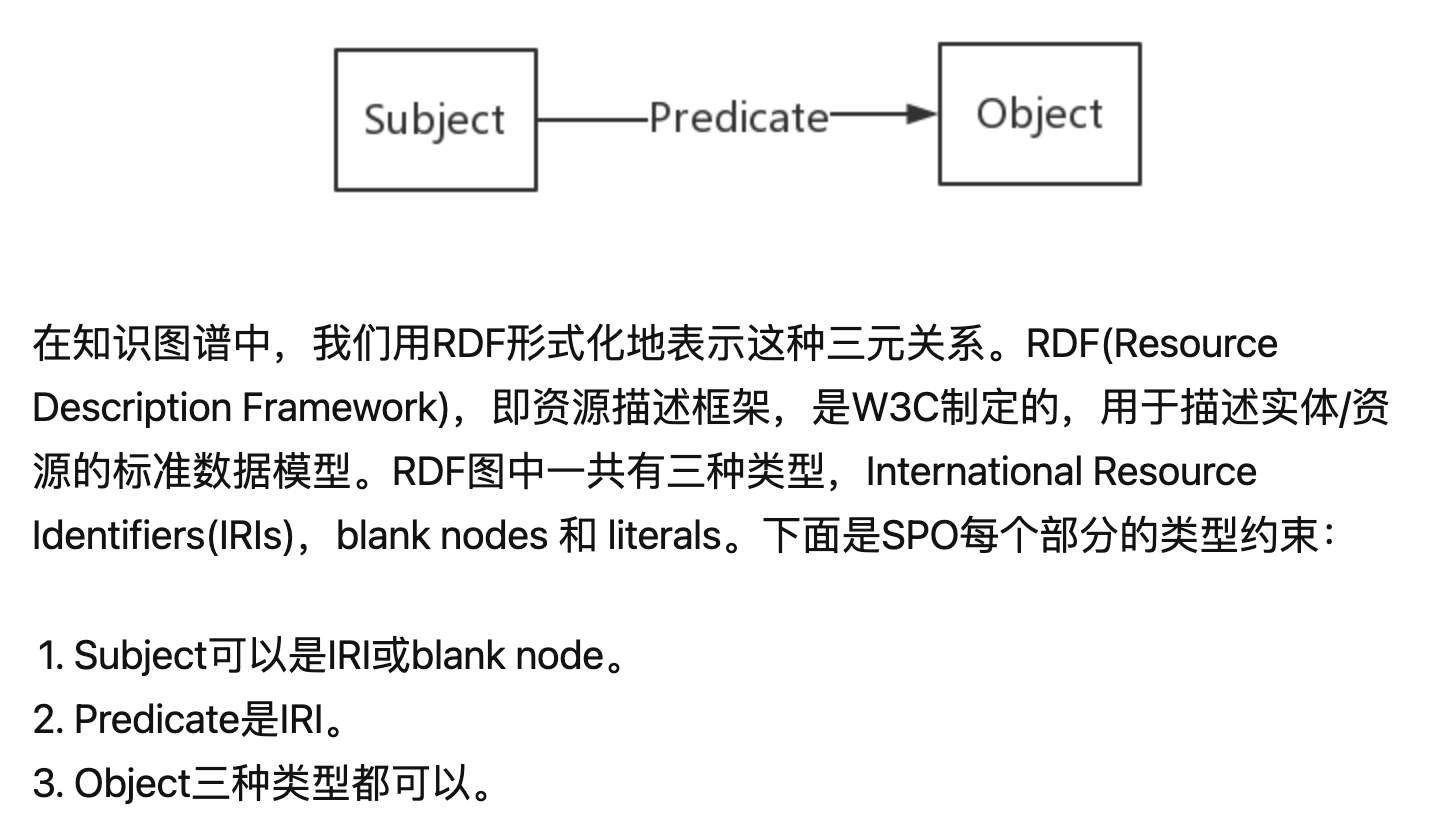 Subject
Predicate
Object
在知识图谱中，我们用RDF形式化地表示这种三元关系。RDF(Resource
Description Framework)，即资源描述框架，是W3C制定的，用于描述实体/资
源的标准数据模型。RDF图中一共有三种类型，International Resource
Identifiers(IRIs)，blank nodes 和 literals。下面是SPO每个部分的类型约束：
1. Subject可以是IRI或blank node。
2. Predicate是IRI。
3. Object三种类型都可以。